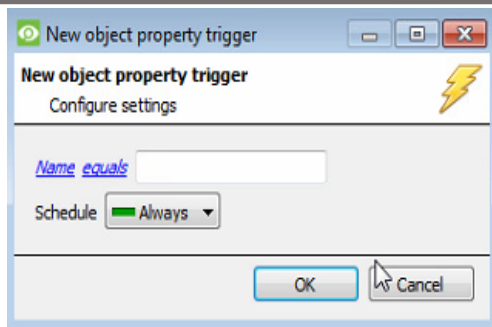 New object property trigger
New object property trigger
Configure settings
Name equals
Schedule Always
OK Cancel